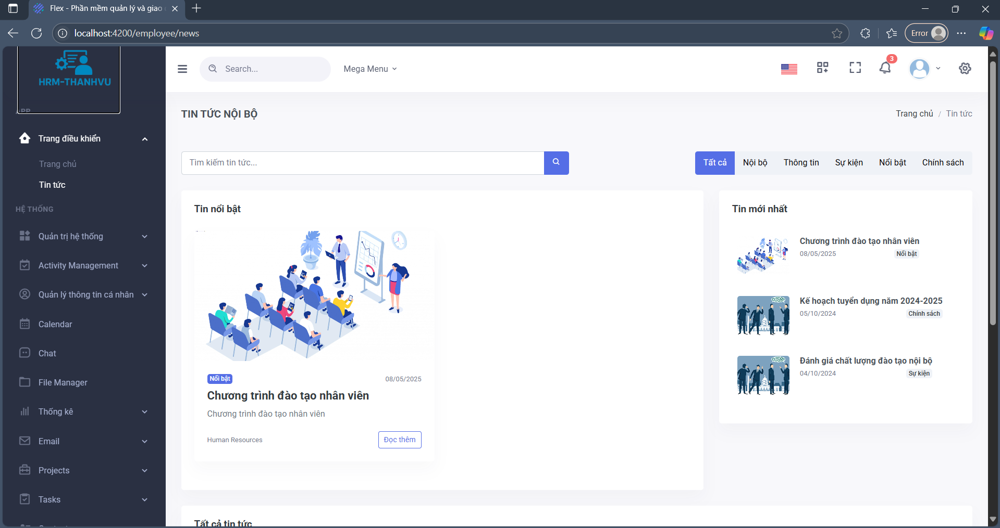 Flex - Phần mềm quản lý và giao
localhost:4200/employee/news
Error
HRM-THANHVU
APP
Trang điều khiển
Trang chủ
Tin tức
HỆ THỐNG
Quản trị hệ thống
Activity Management
Quản lý thông tin cá nhân
Calendar
Chat
File Manager
Thống kê
Email
Projects
Tasks
Search...
Mega Menu
3
TIN TỨC NỘI BỘ
Trang chủ / Tin tức
Tìm kiếm tin tức...
Tất cả Nội bộ Thông tin Sự kiện Nổi bật Chính sách
Tin nổi bật
Nổi bật 08/05/2025
Chương trình đào tạo nhân viên
Chương trình đào tạo nhân viên
Human Resources Đọc thêm
Tin mới nhất
Chương trình đào tạo nhân viên
08/05/2025 Nổi bật
Kế hoạch tuyển dụng năm 2024-2025
05/10/2024 Chính sách
Đánh giá chất lượng đào tạo nội bộ
04/10/2024 Sự kiện
Tất cả tin tức